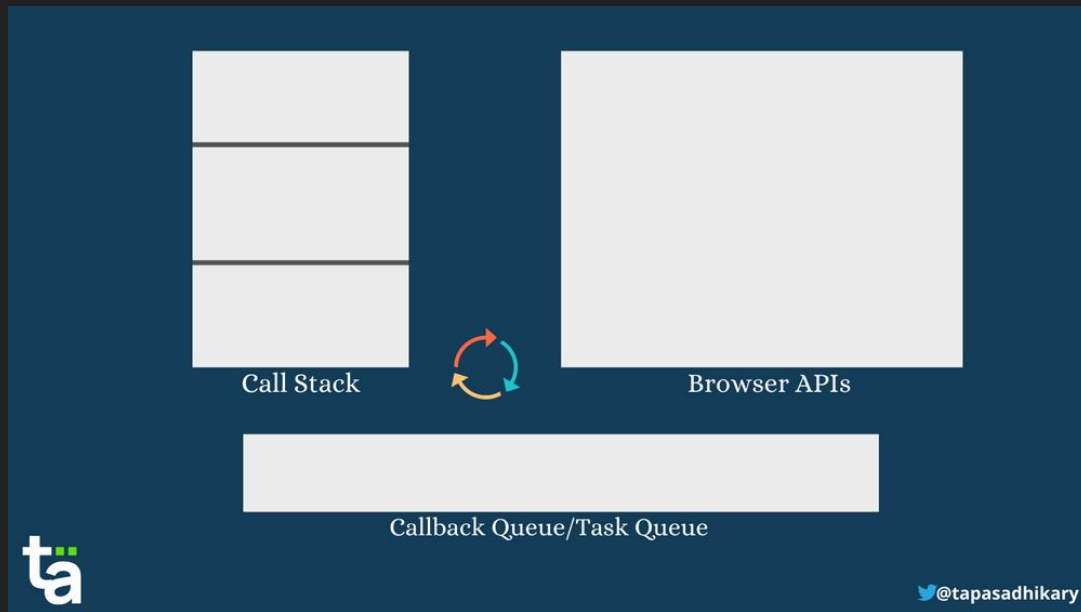 Call Stack
Browser APIs
Callback Queue/Task Queue
tä
@tapasadhikary